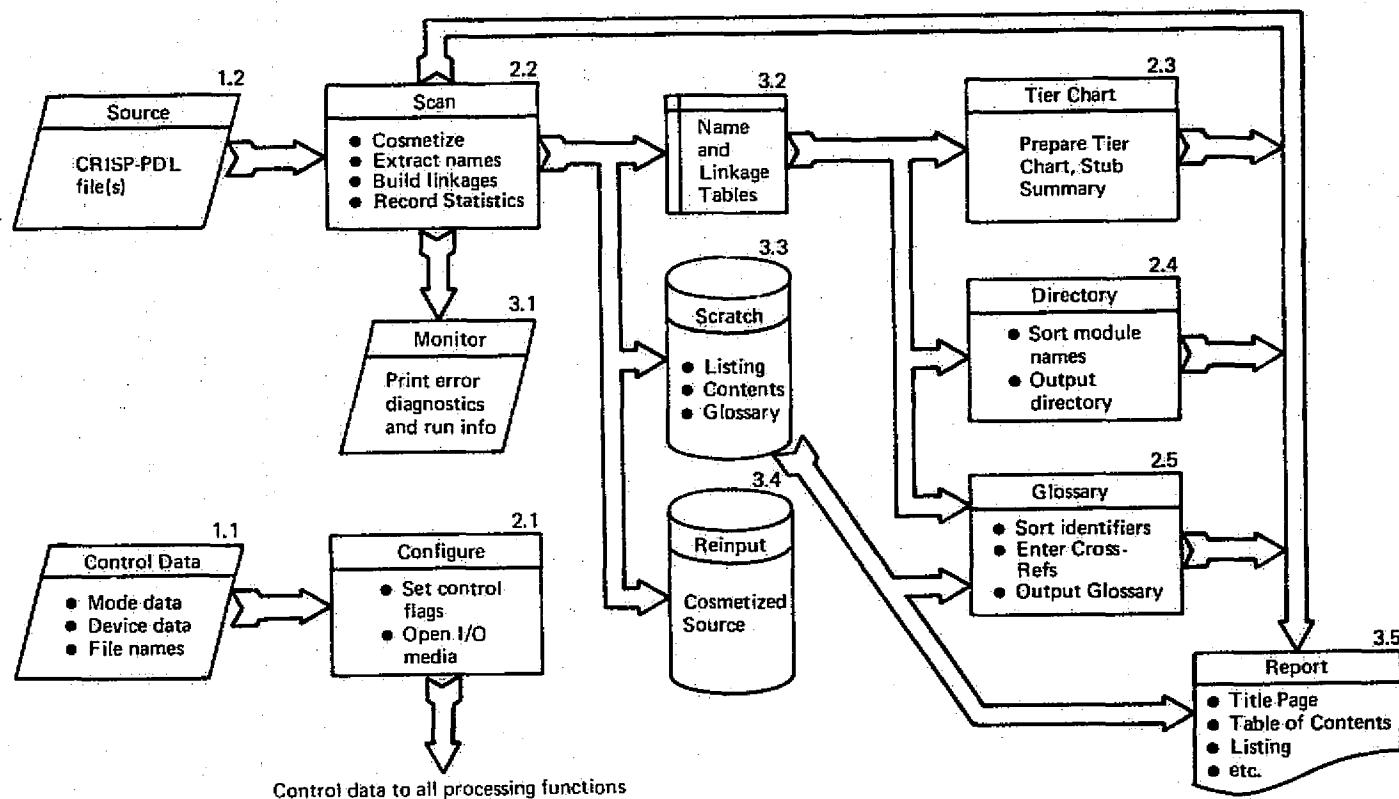 1.2
Source
CRISP-PDL
file(s)
2.2
Scan
● Cosmetize
● Extract names
● Build linkages
● Record Statistics
3.2
Name
and
Linkage
Tables
2.3
Tier Chart
Prepare Tier
Chart, Stub
Summary
3.1
Monitor
Print error
diagnostics
and run info
3.3
Scratch
● Listing
● Contents
● Glossary
2.4
Directory
● Sort module
names
● Output
directory
3.4
Reinput
Cosmetized
Source
2.5
Glossary
● Sort identifiers
● Enter Cross-
Refs
● Output Glossary
1.1
Control Data
● Mode data
● Device data
● File names
2.1
Configure
● Set control
flags
● Open I/O
media
3.5
Report
● Title Page
● Table of Contents
● Listing
● etc.
Control data to all processing functions